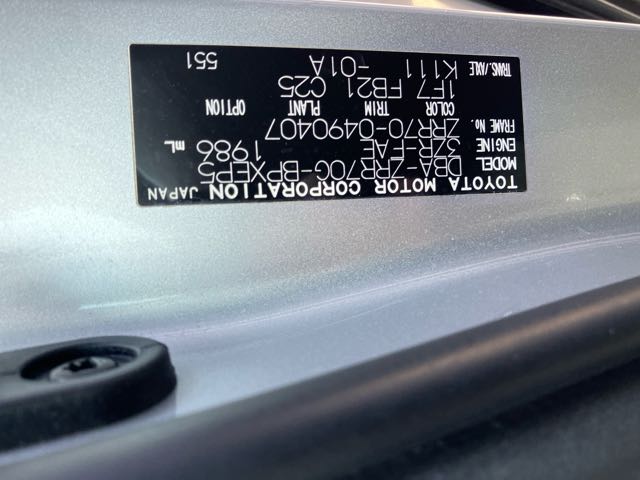 TOYOTA MOTOR CORPORATION JAPAN
MODEL DBA-ZRR70G-BPXEP5
ENGINE 3ZR-FAE 1986 mL
FRAME No. ZRR70-0490407
COLOR TRIM PLANT OPTION
1F7 FB21 C25
TRANS./AXLE K111 -01A 551